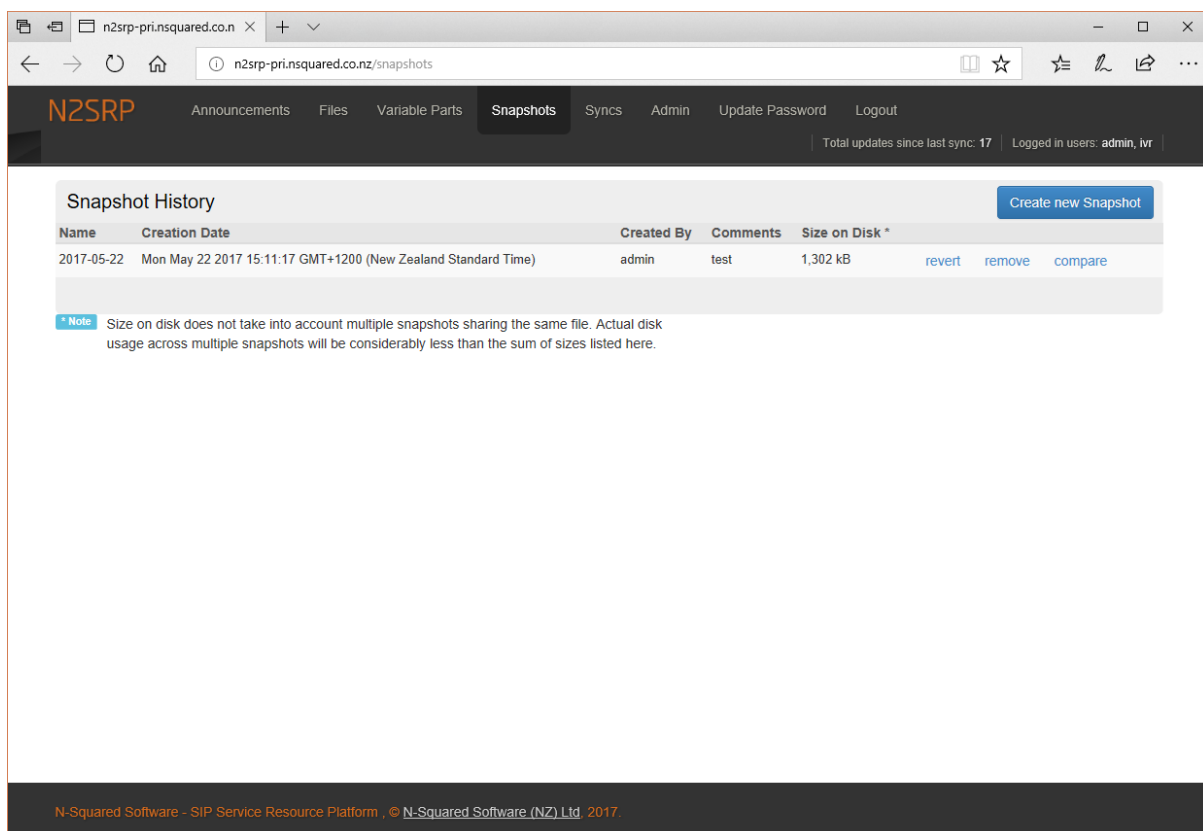 n2srp-pri.nsquared.co.n
n2srp-pri.nsquared.co.nz/snapshots
N2SRP Announcements Files Variable Parts Snapshots Syncs Admin Update Password Logout
Total updates since last sync: 17 Logged in users: admin, ivr
Snapshot History Create new Snapshot
Name Creation Date Created By Comments Size on Disk *
2017-05-22 Mon May 22 2017 15:11:17 GMT+1200 (New Zealand Standard Time) admin test 1,302 kB revert remove compare
* Note Size on disk does not take into account multiple snapshots sharing the same file. Actual disk
usage across multiple snapshots will be considerably less than the sum of sizes listed here.
N-Squared Software - SIP Service Resource Platform , © N-Squared Software (NZ) Ltd, 2017.